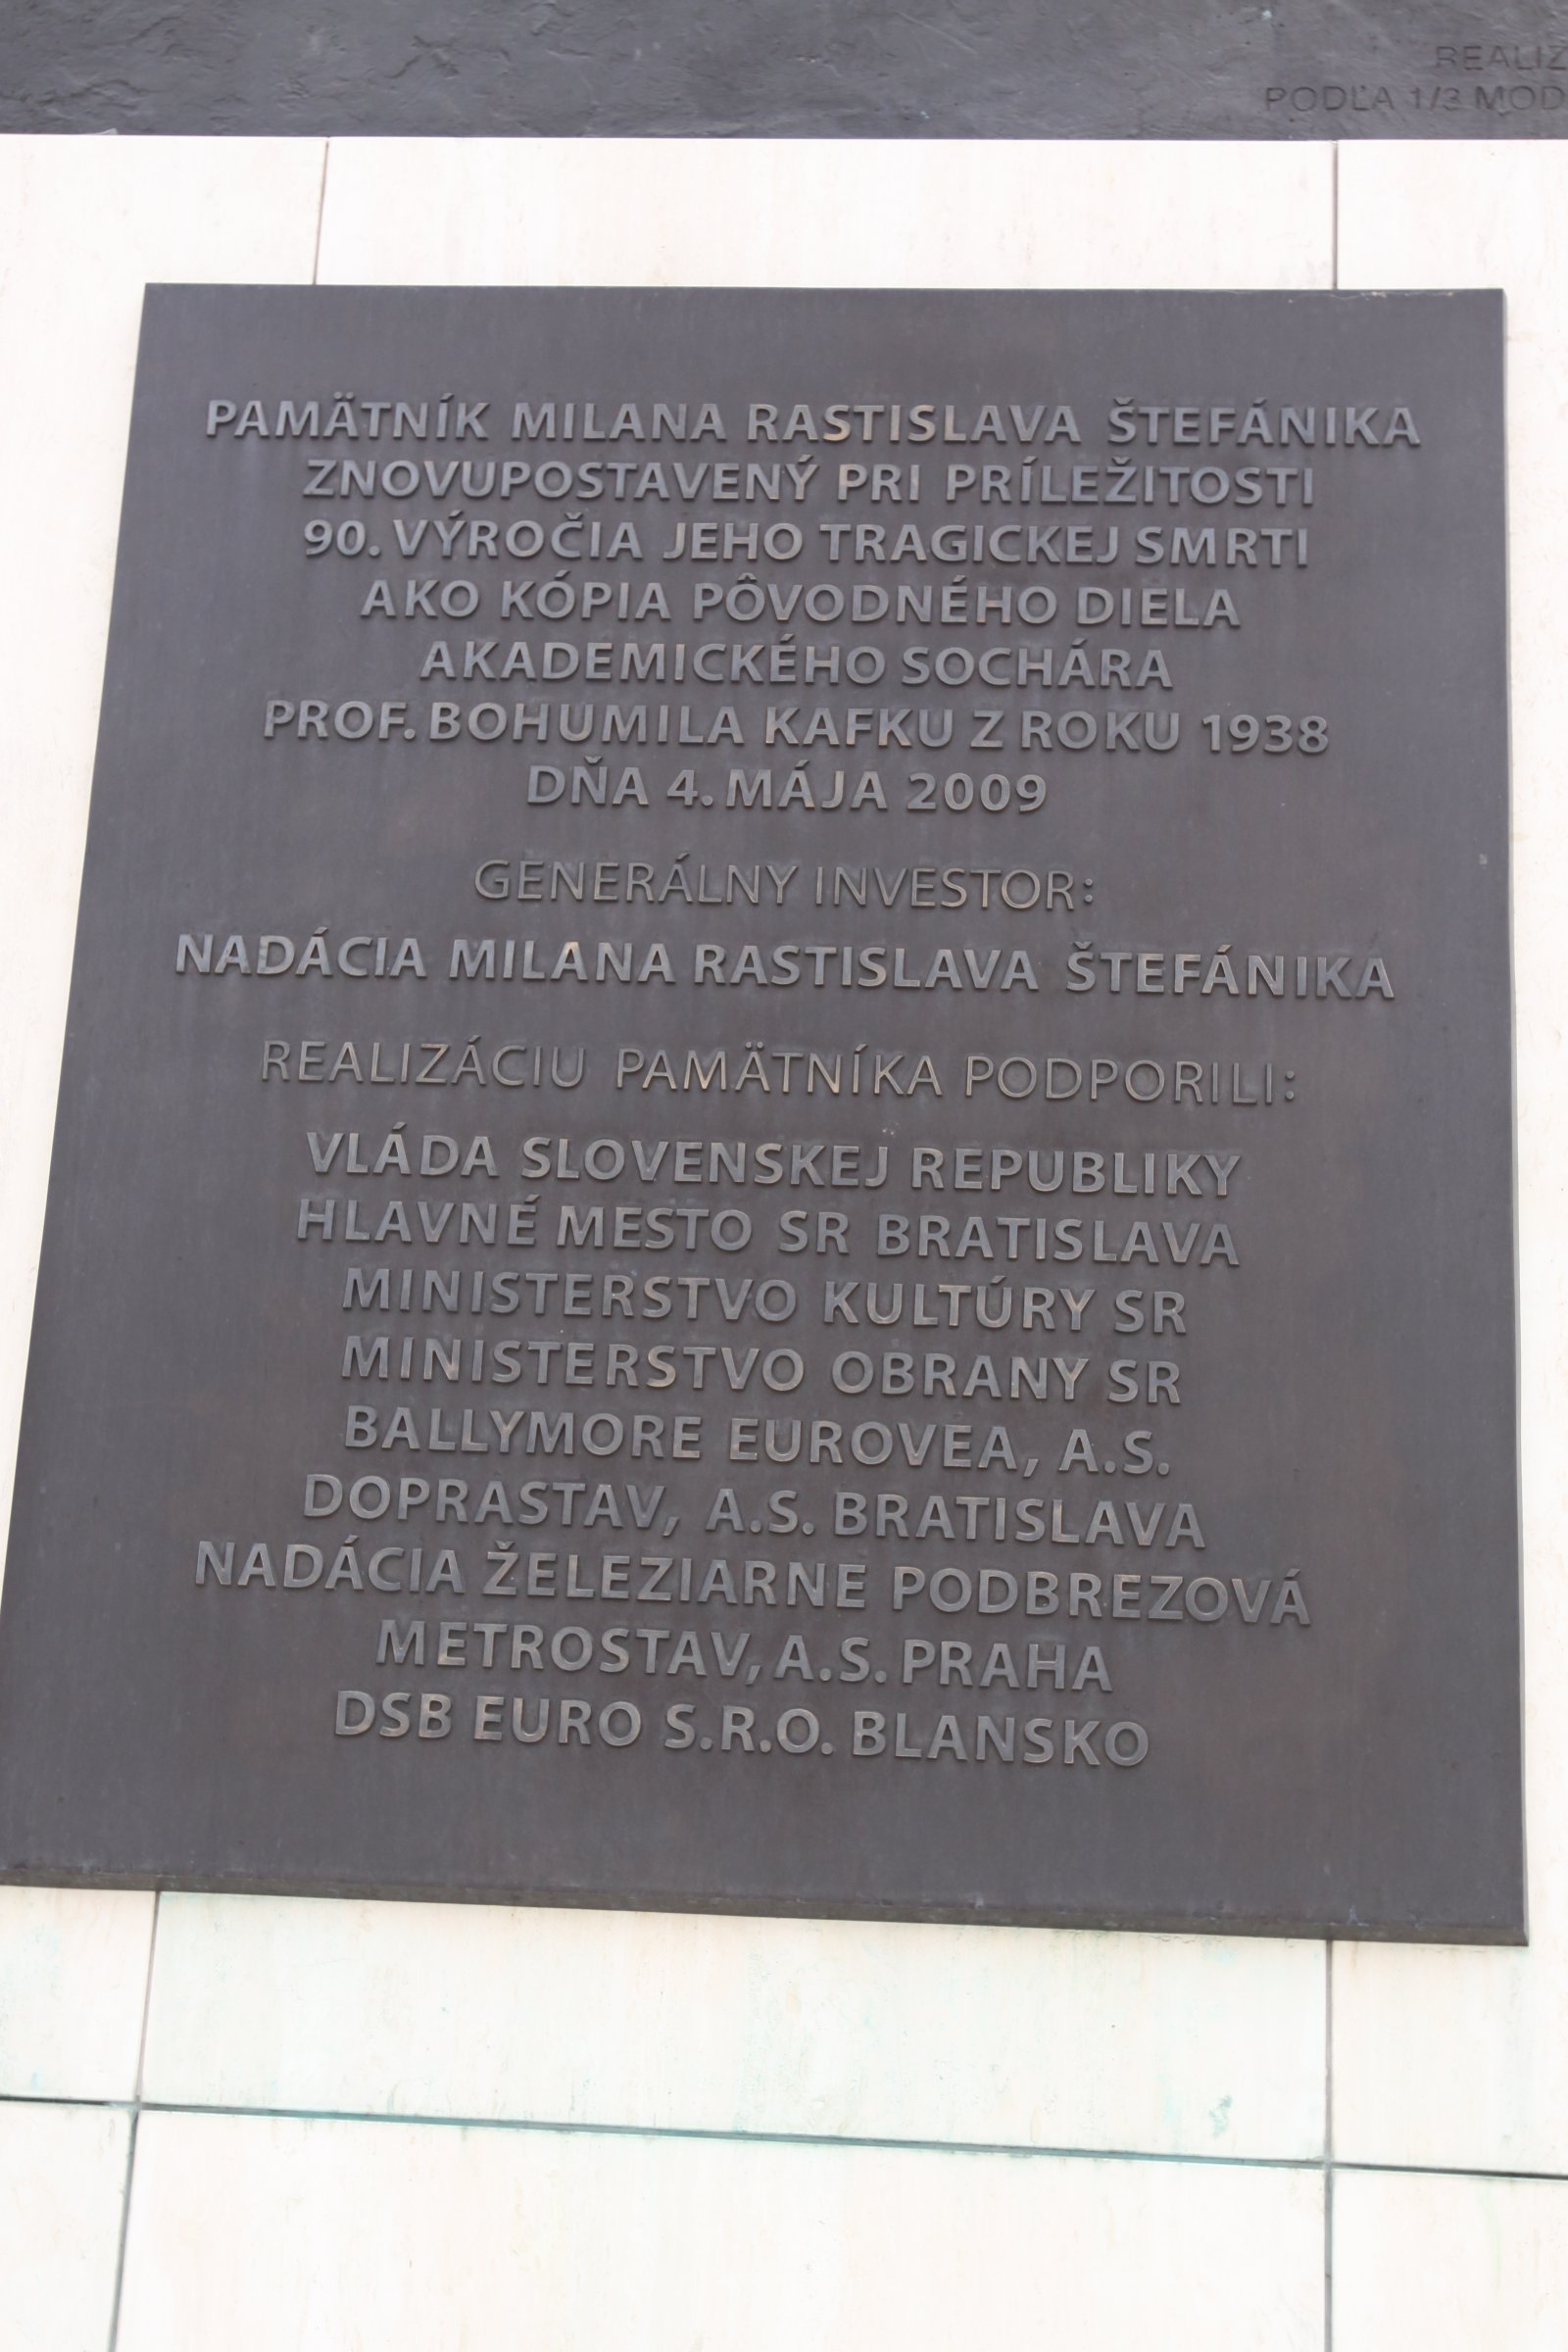 REALIZ
PODĽA 1/3 MOD
PAMÄTNÍK MILANA RASTISLAVA ŠTEFÁNIKA
ZNOVUPOSTAVENÝ PRI PRÍLEŽITOSTI
90. VÝROČIA JEHO TRAGICKEJ SMRTI
AKO KÓPIA PÔVODNÉHO DIELA
AKADEMICKÉHO SOCHÁRA
PROF. BOHUMILA KAFKU Z ROKU 1938
DŇA 4. MÁJA 2009
GENERÁLNY INVESTOR:
NADÁCIA MILANA RASTISLAVA ŠTEFÁNIKA
REALIZÁCIU PAMÄTNÍKA PODPORILI:
VLÁDA SLOVENSKEJ REPUBLIKY
HLAVNÉ MESTO SR BRATISLAVA
MINISTERSTVO KULTÚRY SR
MINISTERSTVO OBRANY SR
BALLYMORE EUROVEA, A.S.
DOPRASTAV, A.S. BRATISLAVA
NADÁCIA ŽELEZIARNE PODBREZOVÁ
METROSTAV, A.S. PRAHA
DSB EURO S.R.O. BLANSKO